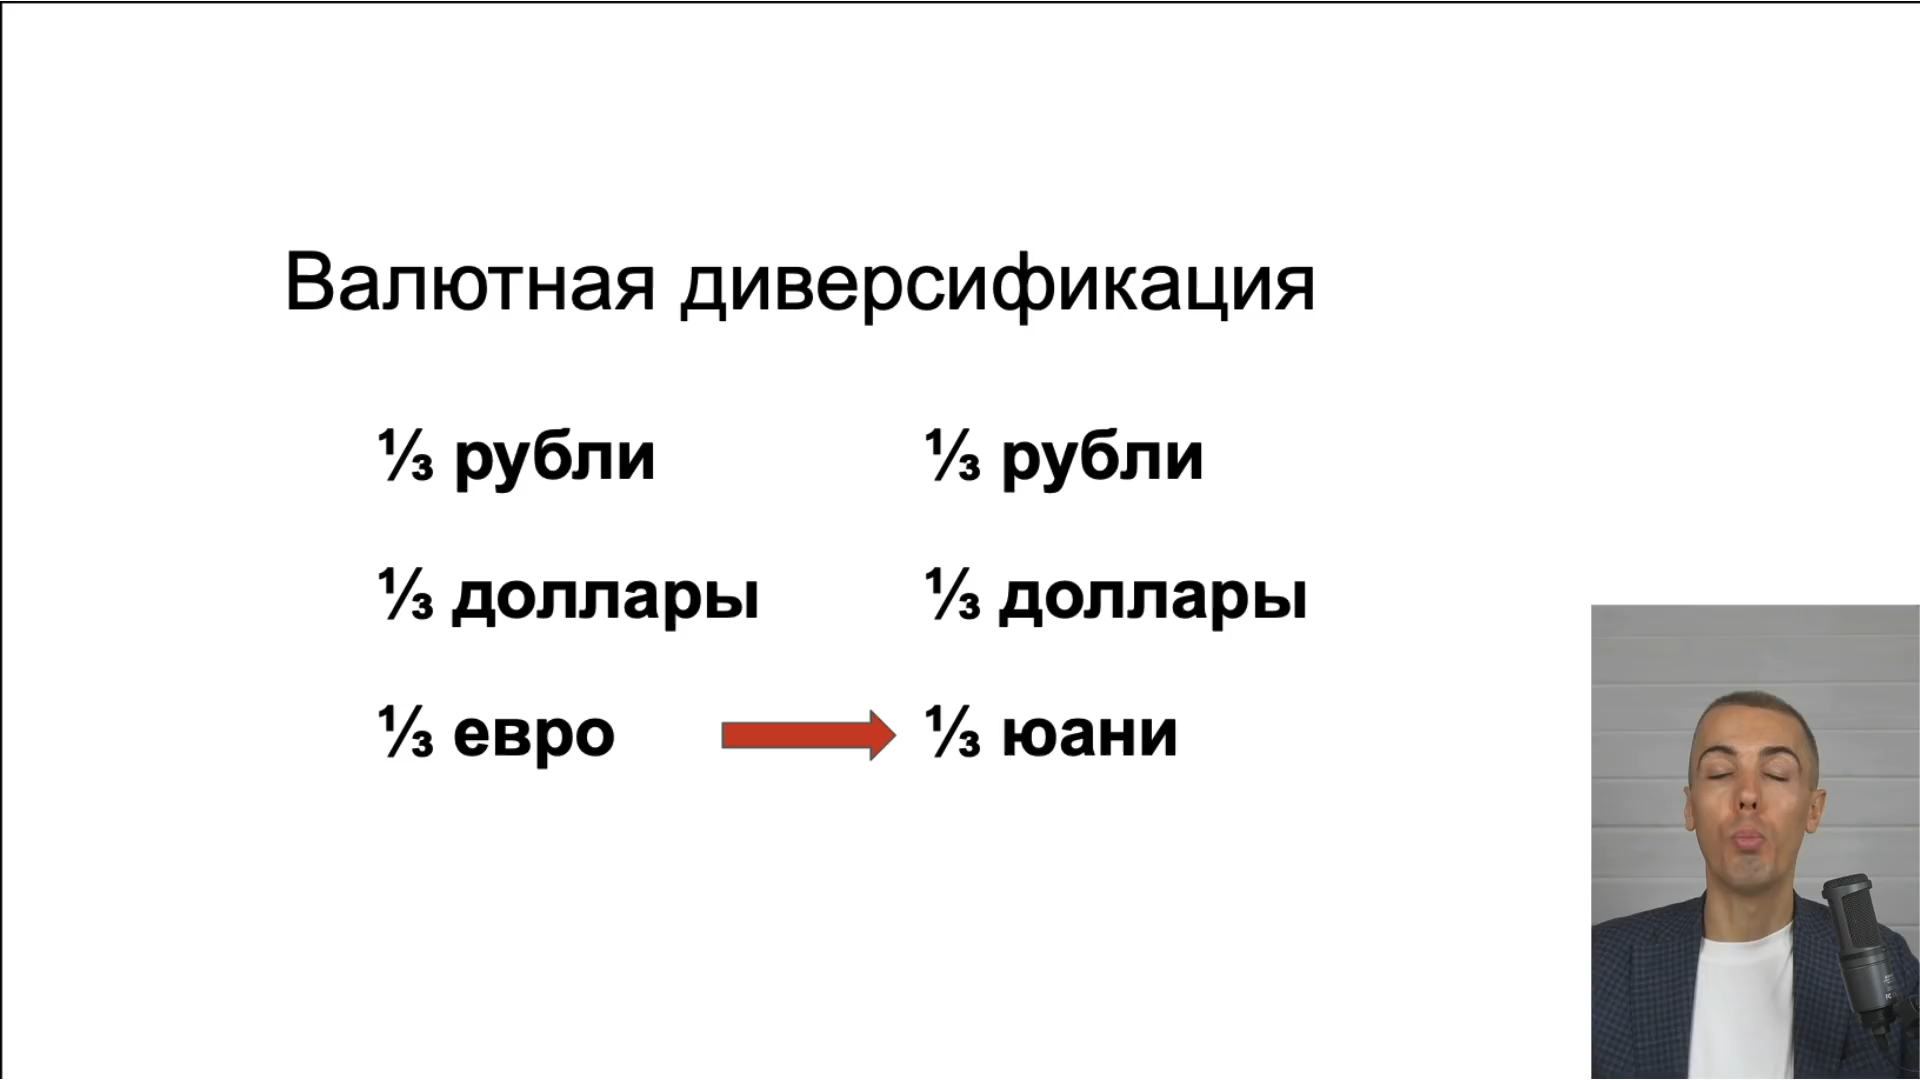 Валютная диверсификация
⅓ рубли
⅓ рубли
⅓ доллары
⅓ доллары
⅓ евро
⅓ юани